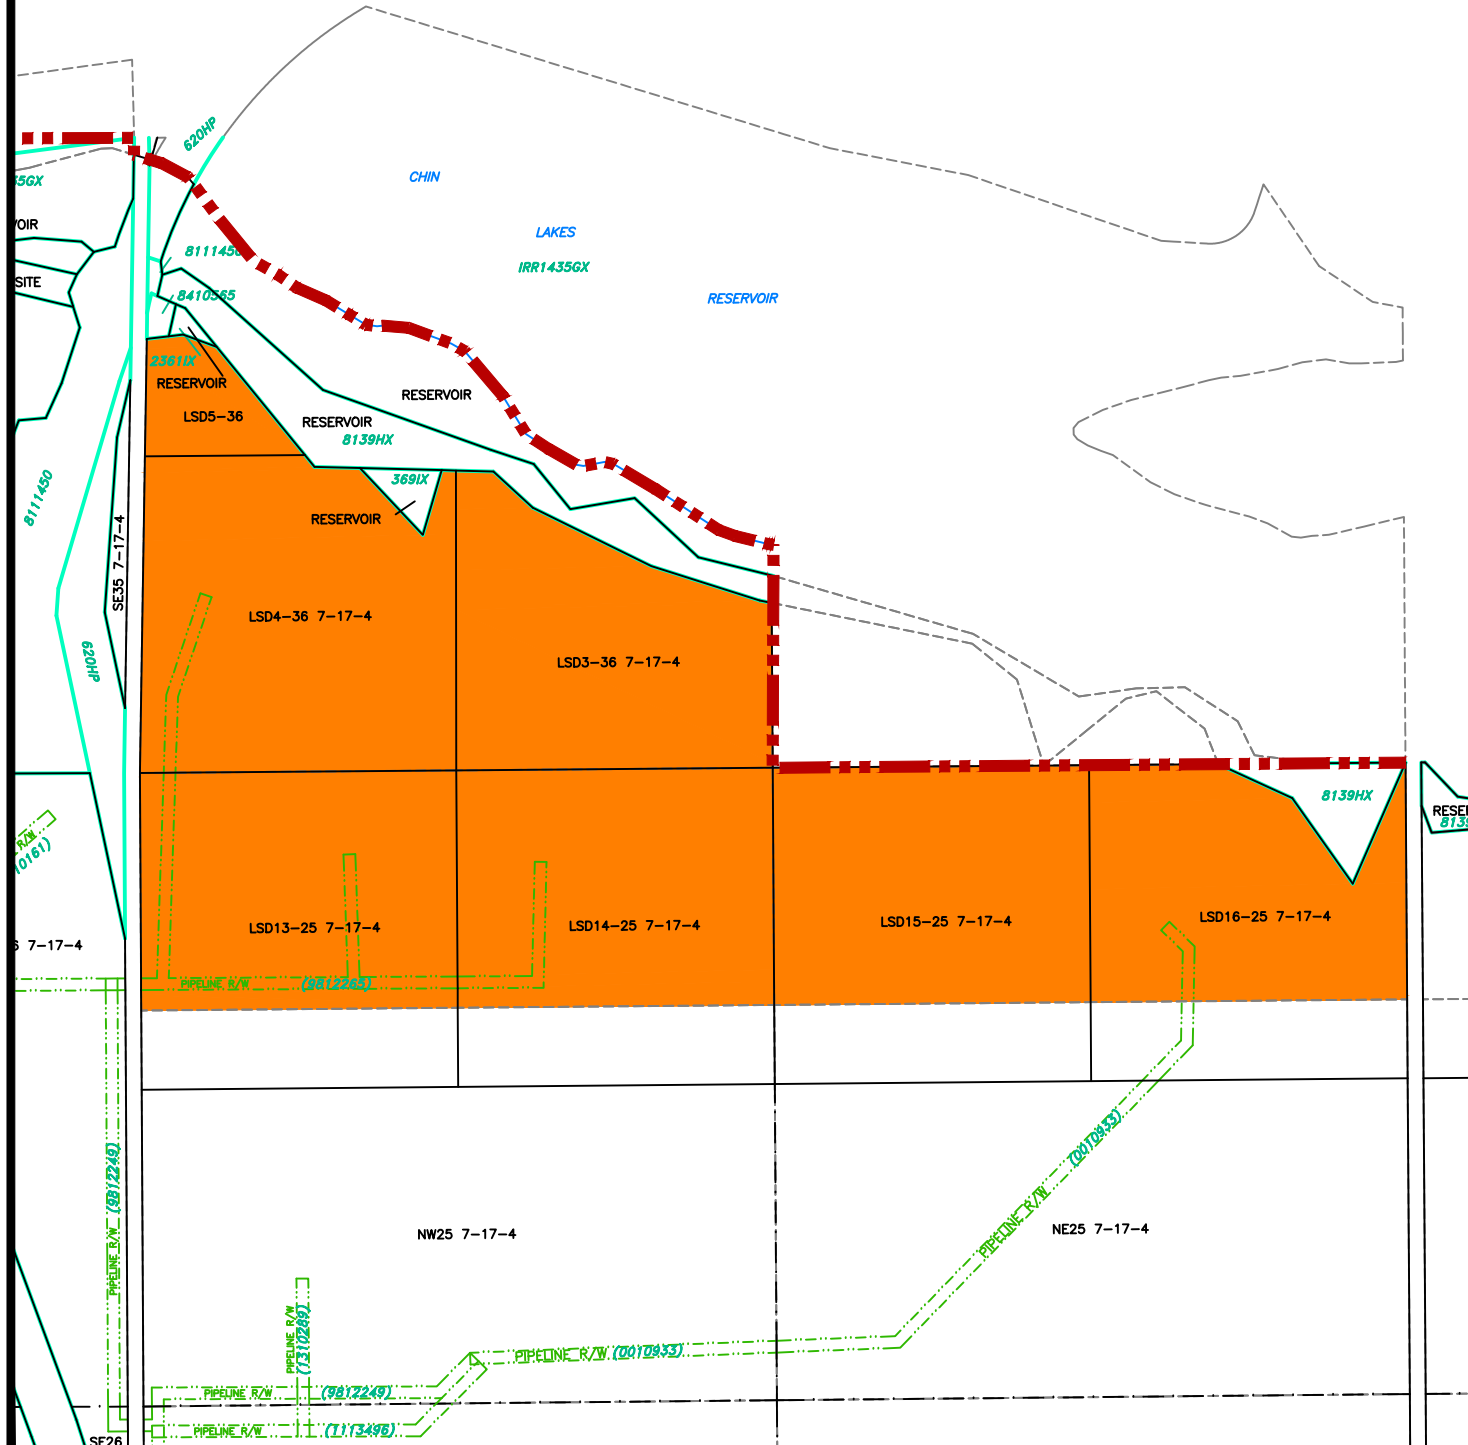 620HP
CHIN
LAKES
IRR1435GX
RESERVOIR
8111450
8410565
SITE
2361IX
RESERVOIR
LSD5-36
RESERVOIR
RESERVOIR
8139HX
369IX
RESERVOIR
8111450
SE35 7-17-4
LSD4-36 7-17-4
620HP
LSD3-36 7-17-4
8139HX
R/W
7-17-4
LSD13-25 7-17-4
LSD14-25 7-17-4
LSD15-25 7-17-4
LSD16-25 7-17-4
PIPELINE R/W (9812265)
PIPELINE R/W (9812249)
(0010933)
PIPELINE R/W
NW25 7-17-4
NE25 7-17-4
PIPELINE R/W
(1310289)
PIPELINE R/W (0010933)
PIPELINE R/W (9812249)
PIPELINE R/W (1113496)
SE26